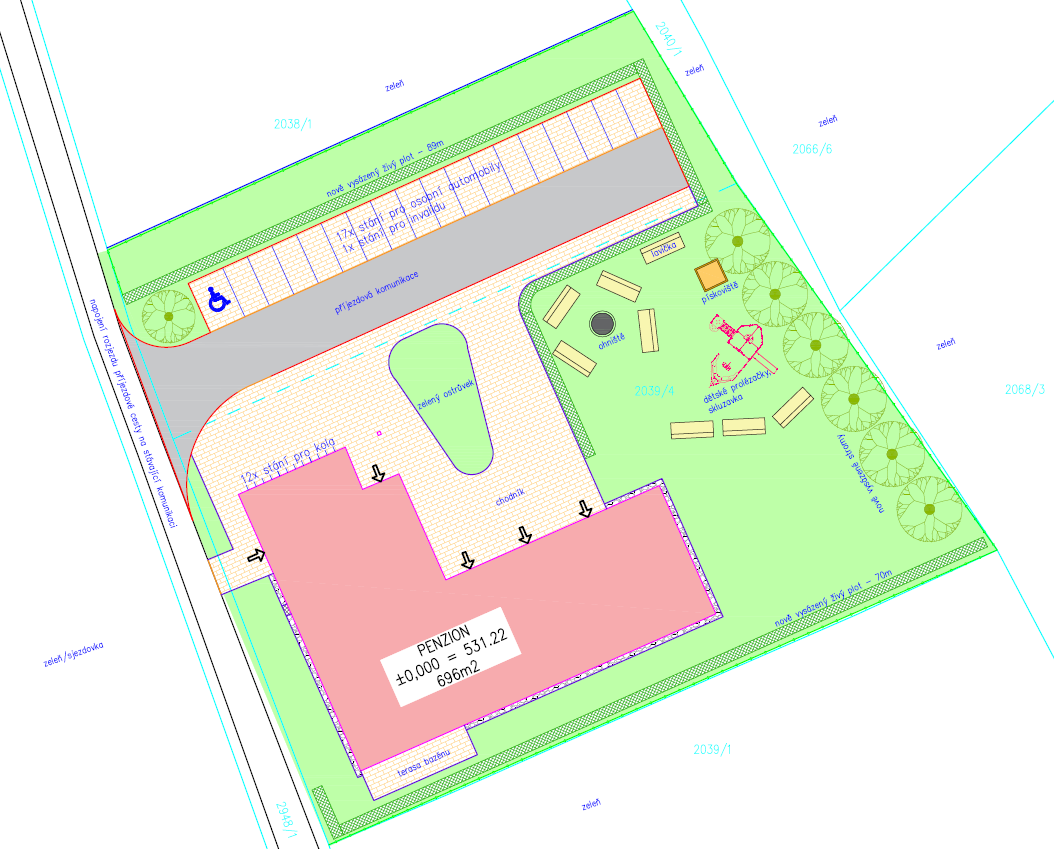 2040/1
zeleň
zeleň
zeleň
2038/1
2066/6
nově vysázený živý plot - 89m
17x stání pro osobní automobily
1x stání pro invalidu
lavička
příjezdová komunikace
pískoviště
ohniště
zeleň
napojení rozjezdu příjezdové cesty na stávající komunikaci
zelený ostrůvek
2039/4
dětské prolézačky,
skluzavka
2068/3
12x stání pro kola
nově vysázené stromy
chodník
nově vysázený živý plot - 70m
PENZION
±0,000 = 531.22
696m2
zeleň/sjezdovka
terasa bazénu
2039/1
zeleň
2948/1